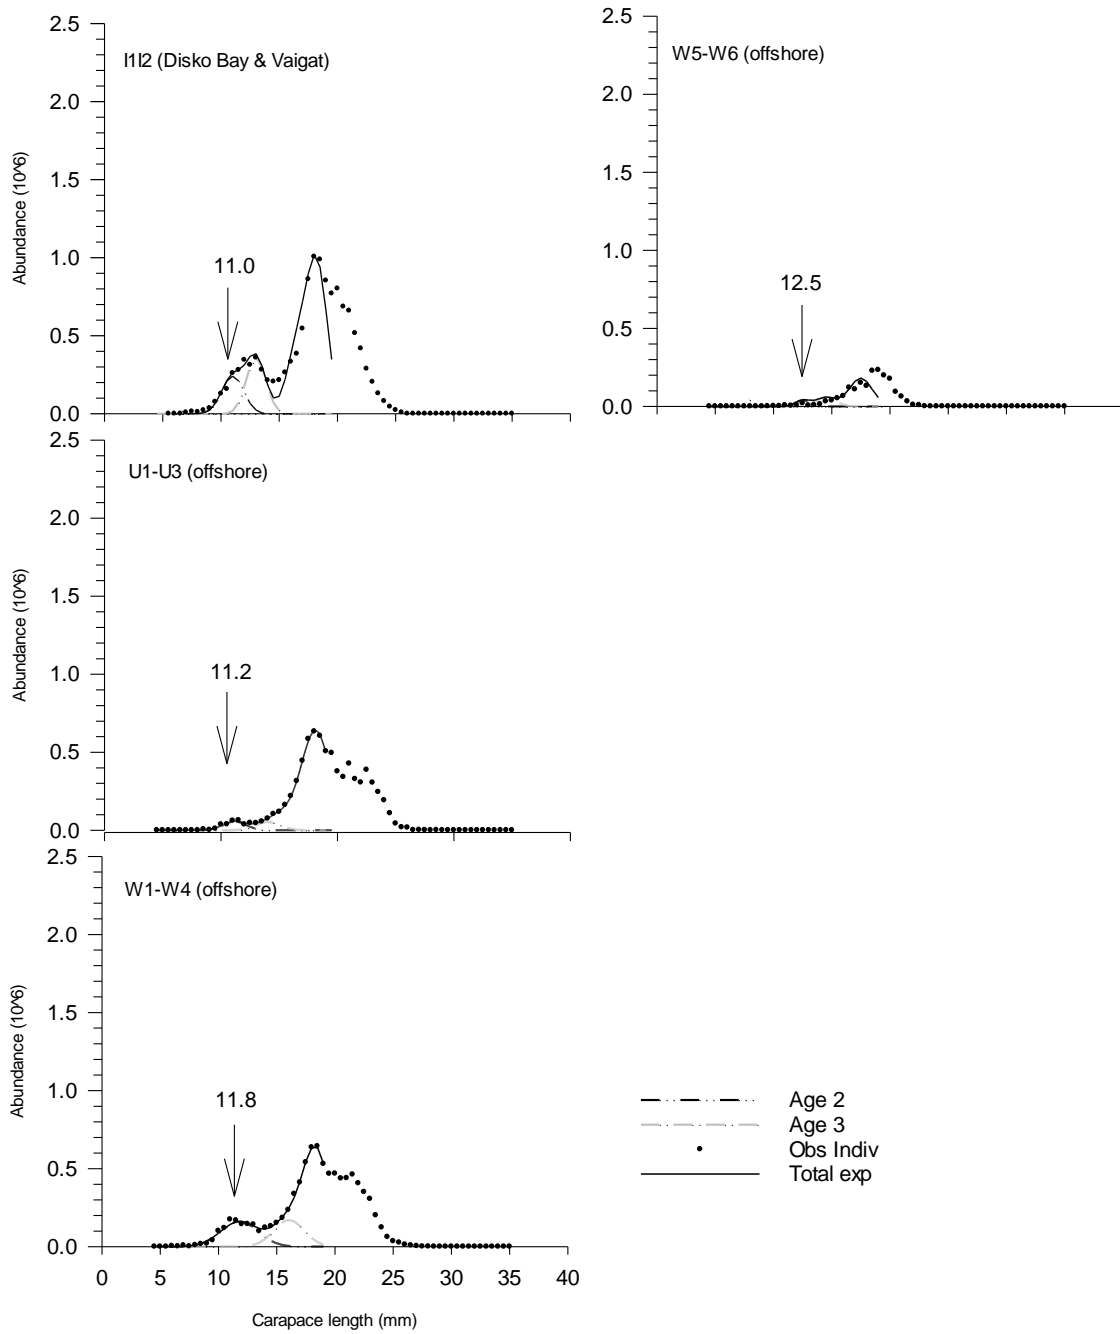 2.5
I1I2 (Disko Bay & Vaigat)
2.0
1.5
1.0
0.5
0.0
Abundance (10^6)
11.0
2.5
W5-W6 (offshore)
2.0
1.5
1.0
0.5
0.0
12.5
2.5
U1-U3 (offshore)
2.0
1.5
1.0
0.5
0.0
Abundance (10^6)
11.2
2.5
W1-W4 (offshore)
2.0
1.5
1.0
0.5
0.0
Abundance (10^6)
11.8
0 5 10 15 20 25 30 35 40
Carapace length (mm)
Age 2
Age 3
Obs Indiv
Total exp